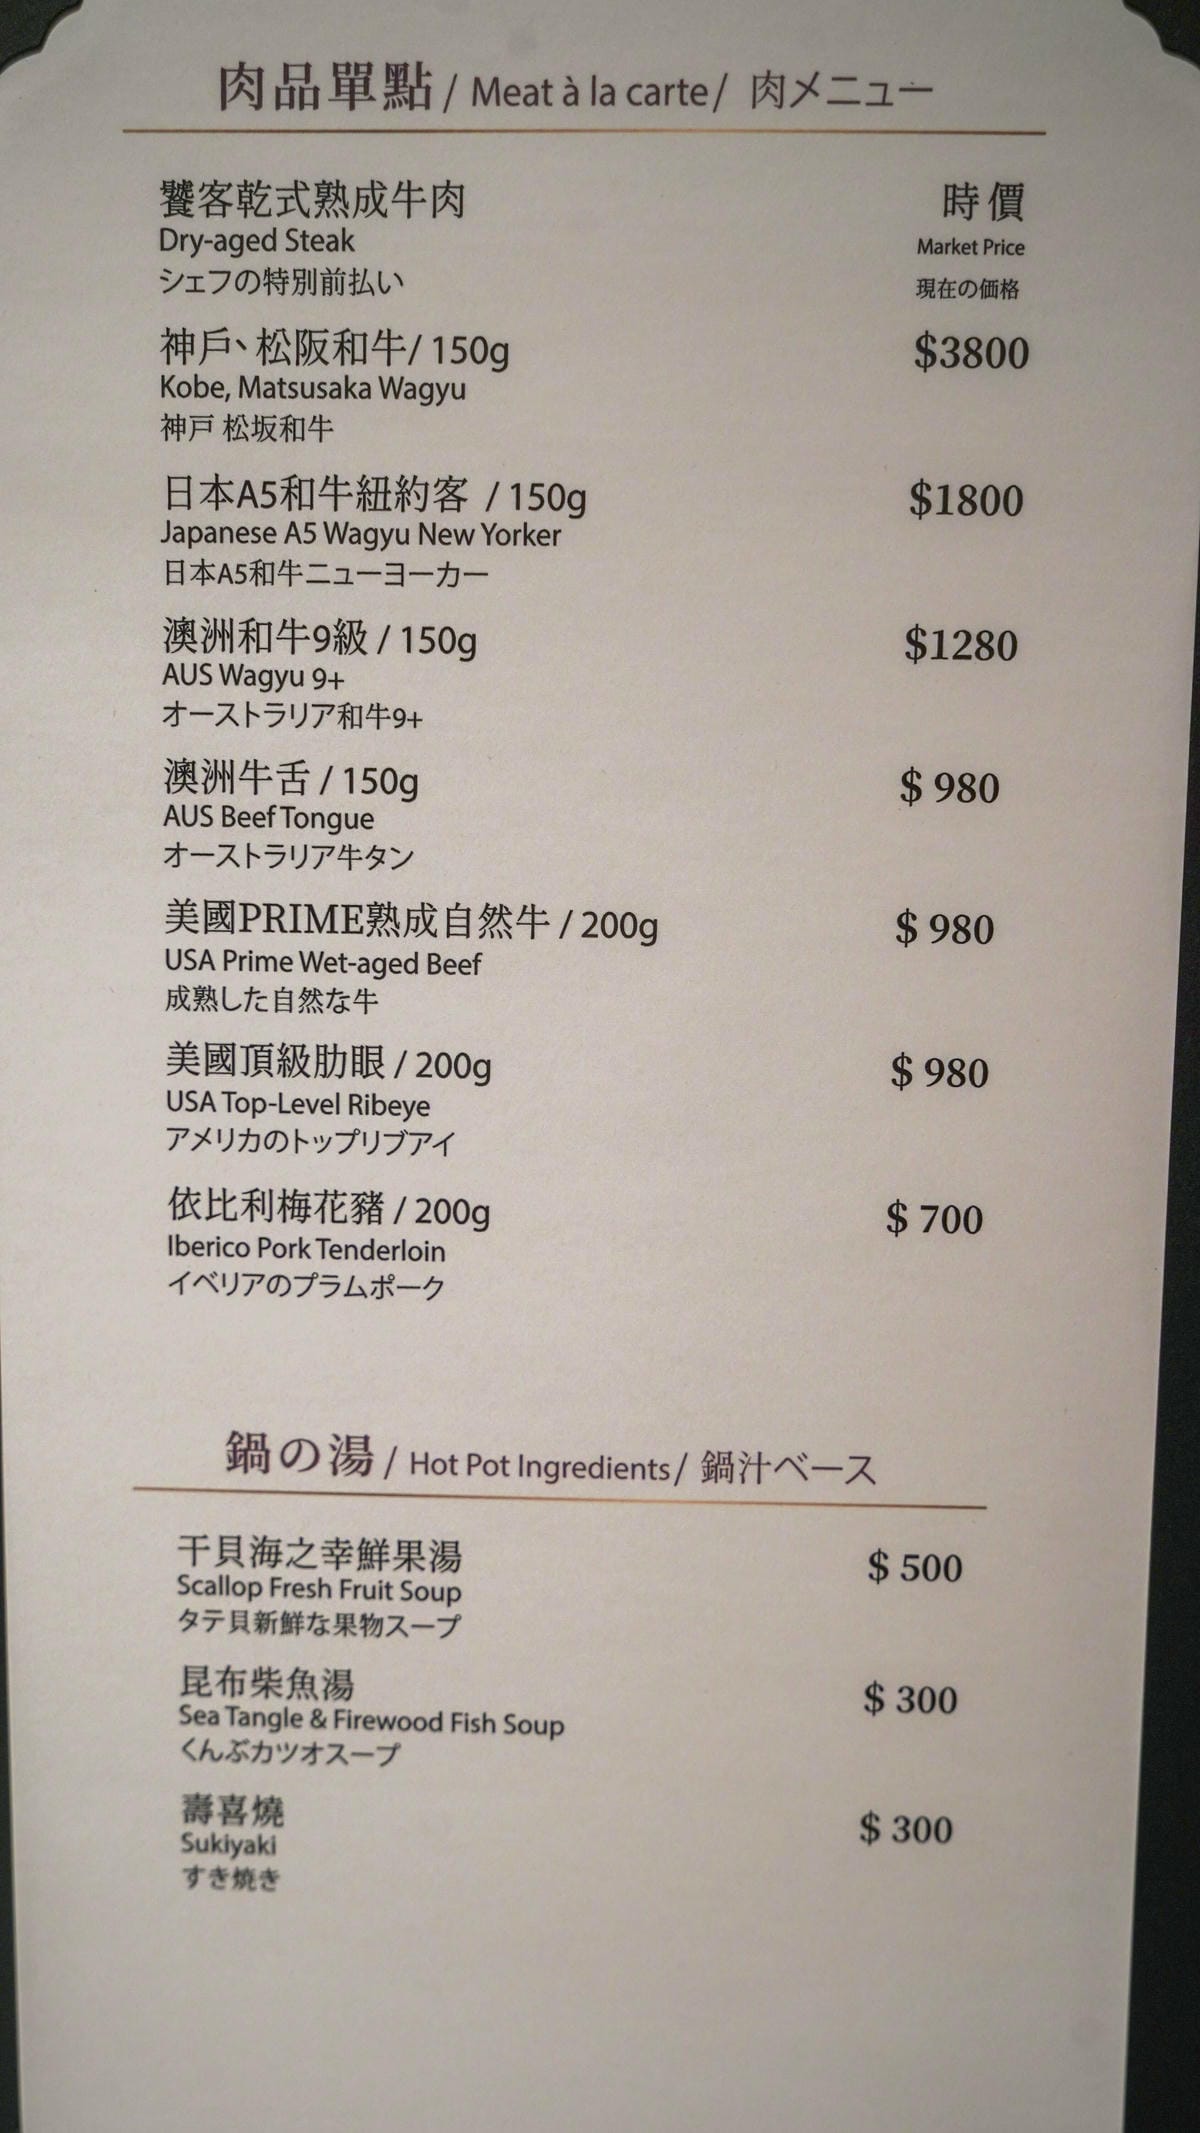 肉品單點 / Meat à la carte / 肉メニュー
饕客乾式熟成牛肉 時價
Dry-aged Steak Market Price
シェフの特別前払い 現在の価格
神戶、松阪和牛/ 150g $3800
Kobe, Matsusaka Wagyu
神戸 松坂和牛
日本A5和牛紐約客 / 150g $1800
Japanese A5 Wagyu New Yorker
日本A5和牛ニューヨーカー
澳洲和牛9級 / 150g $1280
AUS Wagyu 9+
オーストラリア和牛9+
澳洲牛舌 / 150g $ 980
AUS Beef Tongue
オーストラリア牛タン
美國PRIME熟成自然牛 / 200g $ 980
USA Prime Wet-aged Beef
成熟した自然な牛
美國頂級肋眼 / 200g $ 980
USA Top-Level Ribeye
アメリカのトップリブアイ
依比利梅花豬 / 200g $ 700
Iberico Pork Tenderloin
イベリアのプラムポーク
鍋の湯 / Hot Pot Ingredients / 鍋汁ベース
干貝海之幸鮮果湯 $ 500
Scallop Fresh Fruit Soup
タテ貝新鮮な果物スープ
昆布柴魚湯 $ 300
Sea Tangle & Firewood Fish Soup
くんぶカツオスープ
壽喜燒 $ 300
Sukiyaki
すき焼き